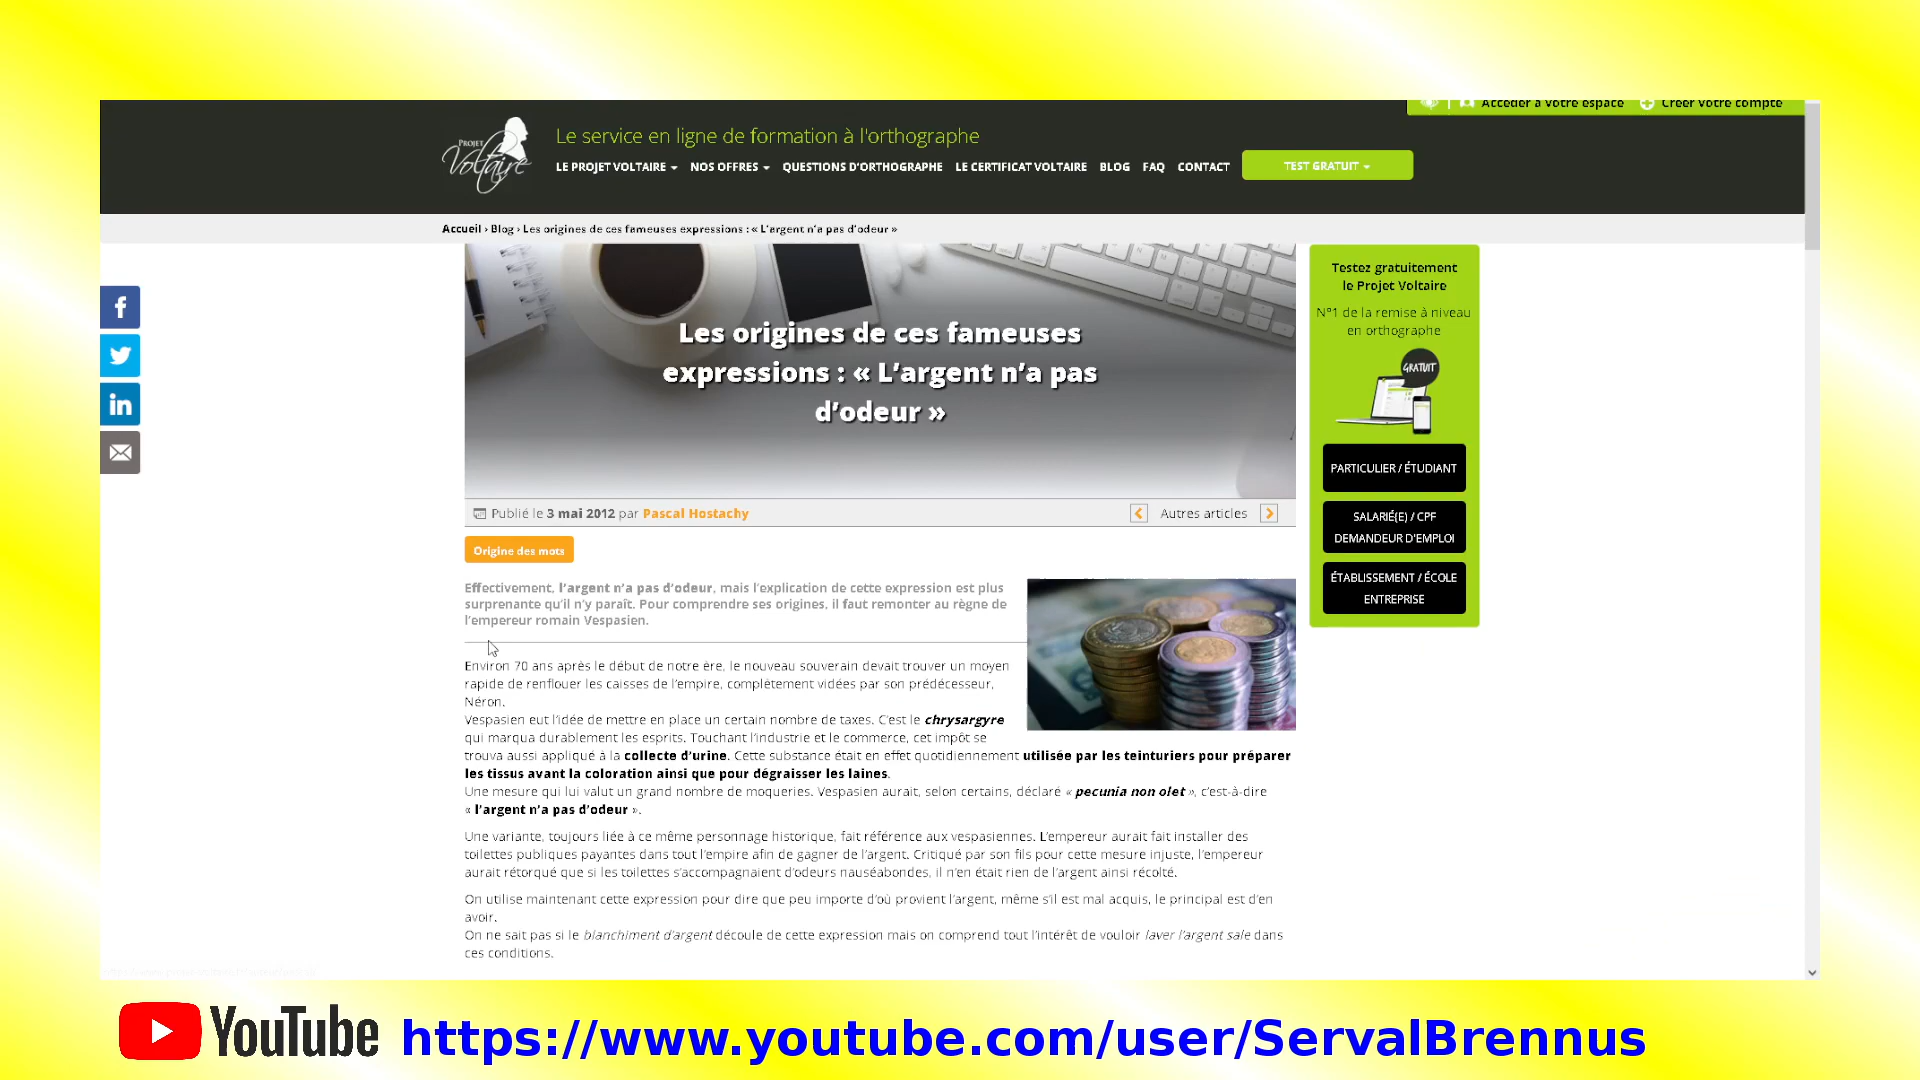 Accéder à votre espace
Créer votre compte
PROJET
Voltaire
Le service en ligne de formation à l'orthographe
LE PROJET VOLTAIRE
NOS OFFRES
QUESTIONS D'ORTHOGRAPHE
LE CERTIFICAT VOLTAIRE
BLOG
FAQ
CONTACT
TEST GRATUIT
Accueil › Blog › Les origines de ces fameuses expressions : « L’argent n’a pas d’odeur »
Les origines de ces fameuses
expressions : « L’argent n’a pas
d’odeur »
Publié le 3 mai 2012 par Pascal Hostachy
Autres articles
Origine des mots
Effectivement, l’argent n’a pas d’odeur, mais l’explication de cette expression est plus
surprenante qu’il n’y paraît. Pour comprendre ses origines, il faut remonter au règne de
l’empereur romain Vespasien.
Environ 70 ans après le début de notre ère, le nouveau souverain devait trouver un moyen
rapide de renflouer les caisses de l’empire, complètement vidées par son prédécesseur,
Néron.
Vespasien eut l’idée de mettre en place un certain nombre de taxes. C’est le chrysargyre
qui marqua durablement les esprits. Touchant l’industrie et le commerce, cet impôt se
trouva aussi appliqué à la collecte d’urine. Cette substance était en effet quotidiennement utilisée par les teinturiers pour préparer
les tissus avant la coloration ainsi que pour dégraisser les laines.
Une mesure qui lui valut un grand nombre de moqueries. Vespasien aurait, selon certains, déclaré « pecunia non olet », c’est-à-dire
« l’argent n’a pas d’odeur ».
Une variante, toujours liée à ce même personnage historique, fait référence aux vespasiennes. L’empereur aurait fait installer des
toilettes publiques payantes dans tout l’empire afin de gagner de l’argent. Critiqué par son fils pour cette mesure injuste, l’empereur
aurait rétorqué que si les toilettes s’accompagnaient d’odeurs nauséabondes, il n’en était rien de l’argent ainsi récolté.
On utilise maintenant cette expression pour dire que peu importe d’où provient l’argent, même s’il est mal acquis, le principal est d’en
avoir.
On ne sait pas si le blanchiment d’argent découle de cette expression mais on comprend tout l’intérêt de vouloir laver l’argent sale dans
ces conditions.
Testez gratuitement
le Projet Voltaire
N°1 de la remise à niveau
en orthographe
GRATUIT
PARTICULIER / ÉTUDIANT
SALARIÉ(E) / CPF
DEMANDEUR D'EMPLOI
ÉTABLISSEMENT / ÉCOLE
ENTREPRISE
YouTube
https://www.youtube.com/user/ServalBrennus